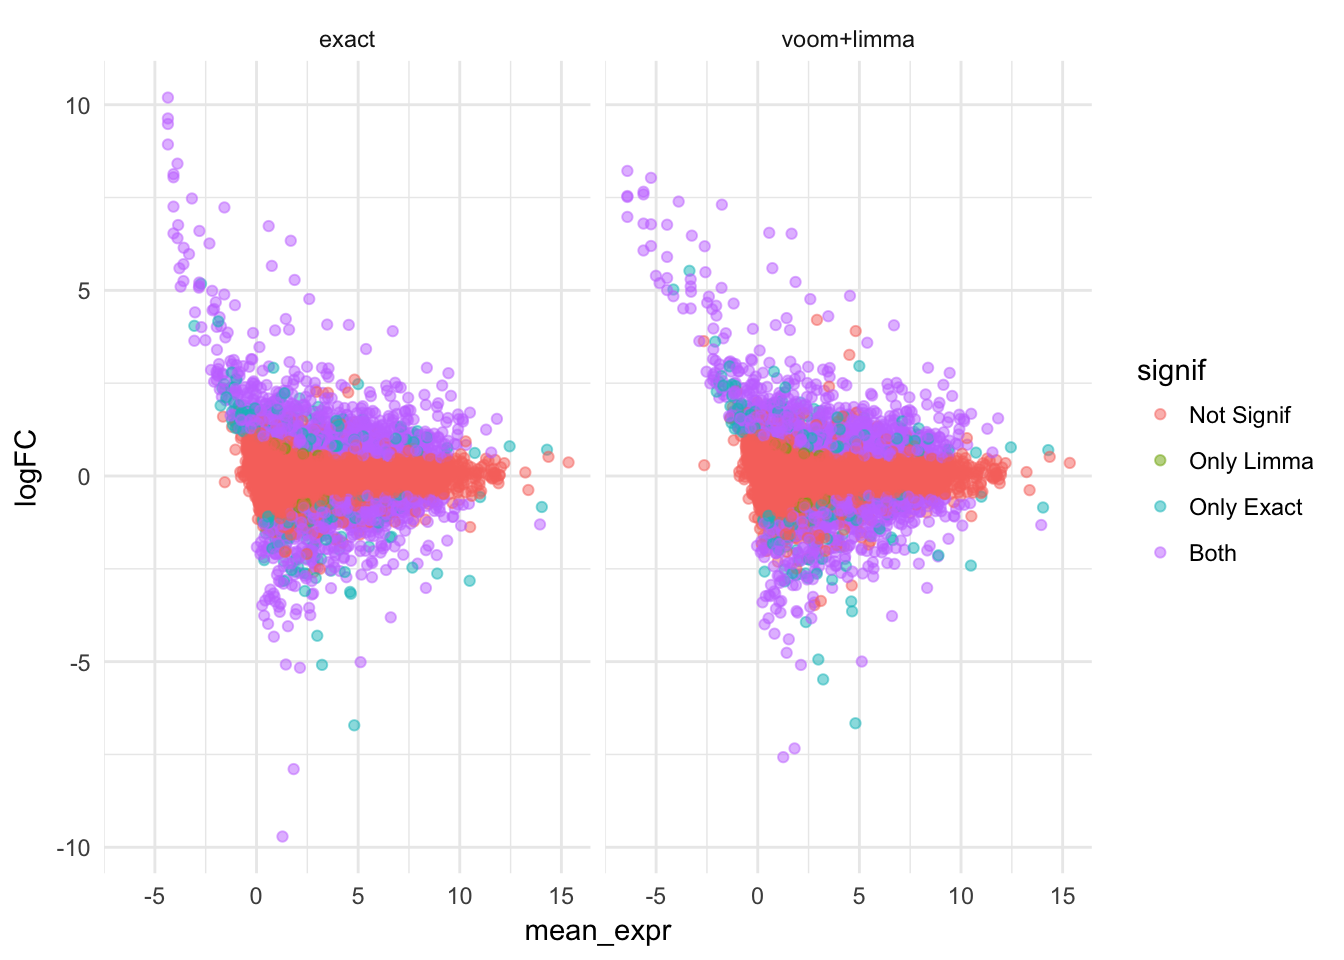 exact
voom+limma
logFC
10
5
0
-5
-10
-5 0 5 10 15
-5 0 5 10 15
mean_expr
signif
Not Signif
Only Limma
Only Exact
Both